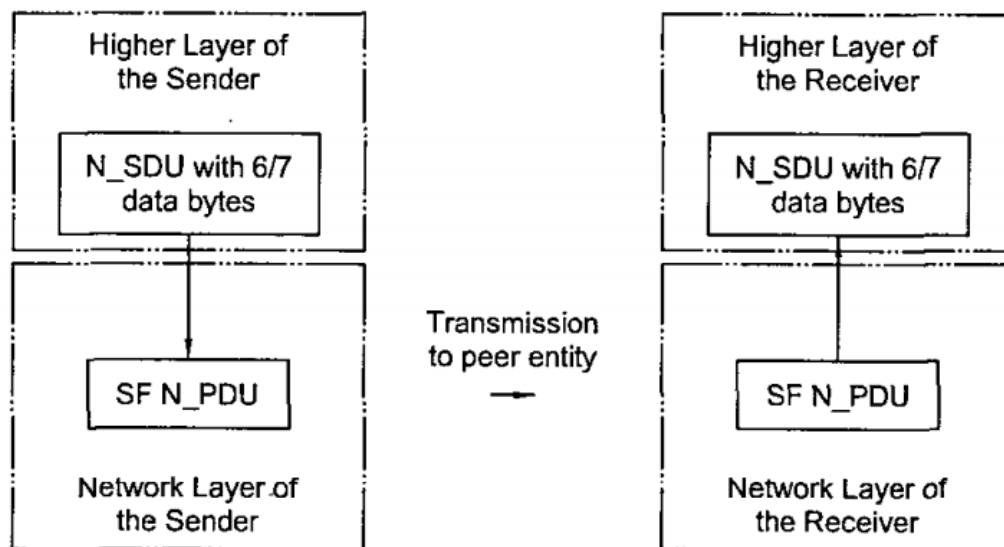 Higher Layer of
the Sender
N_SDU with 6/7
data bytes
SF N_PDU
Network Layer of
the Sender
Transmission
to peer entity
Higher Layer of
the Receiver
N_SDU with 6/7
data bytes
SF N_PDU
Network Layer of
the Receiver